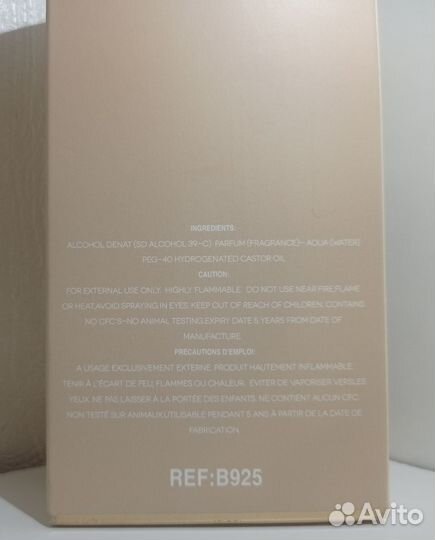 INGREDIENTS:
ALCOHOL DENAT (SD ALCOHOL 39-C). PARFUM (FRAGRANCE)- AQUA (WATER)
PEG-40 HYDROGENATED CASTOR OIL
CAUTION:
FOR EXTERNAL USE ONLY. HIGHLY FLAMMABLE. DO NOT USE NEAR FIRE,FLAME
OR HEAT,AVOID SPRAYING IN EYES. KEEP OUT OF REACH OF CHILDREN. CONTAINS
NO CFC'S-NO ANIMAL TESTING,EXPIRY DATE 5 YEARS FROM DATE OF
MANUFACTURE.
PRECAUTIONS D'EMPLOI:
A USAGE EXCLUSIVEMENT EXTERNE. PRODUIT HAUTEMENT INFLAMMABLE.
TENIR À L'ÉCART DE FEU, FLAMMES OU CHALEUR. EVITER DE VAPORISER VERSLES
YEUX. NE PAS LAISSER À LA PORTÉE DES ENFANTS. NE CONTIENT AUCUN CFC.
NON TESTÉ SUR ANIMAUX.UTILISABLE PENDANT 5 ANS À PARTIR DE LA DATE DE
FABRICATION.
REF:B925
Avito